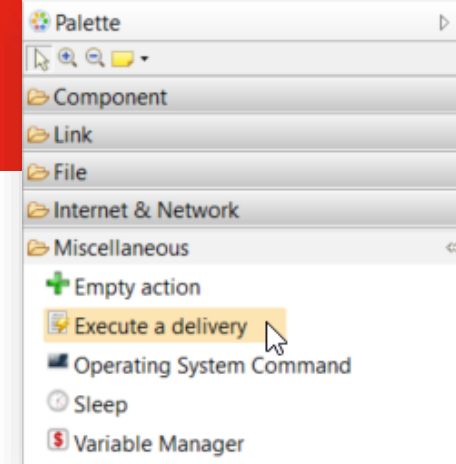 Palette
Component
Link
File
Internet & Network
Miscellaneous
Empty action
Execute a delivery
Operating System Command
Sleep
$ Variable Manager